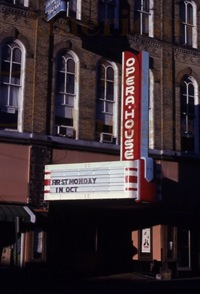 OPERA·HOUSE
FIRST MONDAY
IN OCT